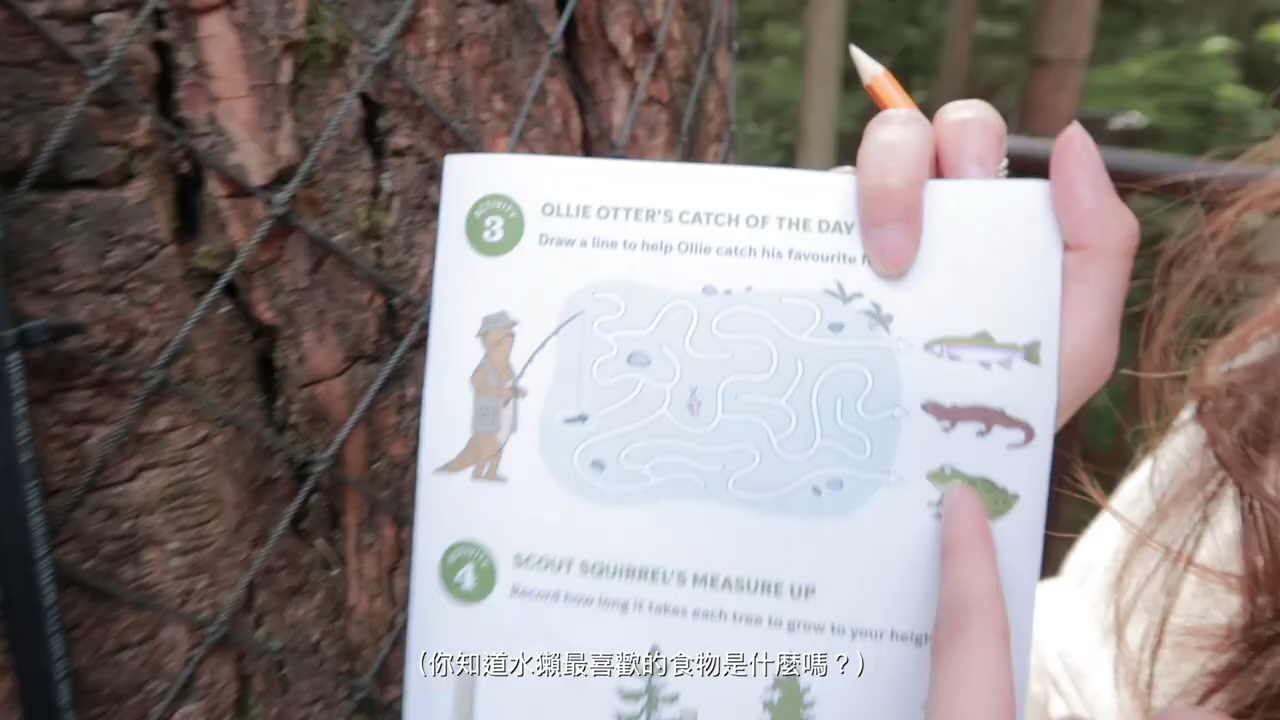 ACTIVITY
3
OLLIE OTTER'S CATCH OF THE DAY
Draw a line to help Ollie catch his favourite
ACTIVITY
4
SCOUT SQUIRREL'S MEASURE UP
Record how long it takes each tree to grow to your height
（你知道水獺最喜歡的食物是什麼嗎？）